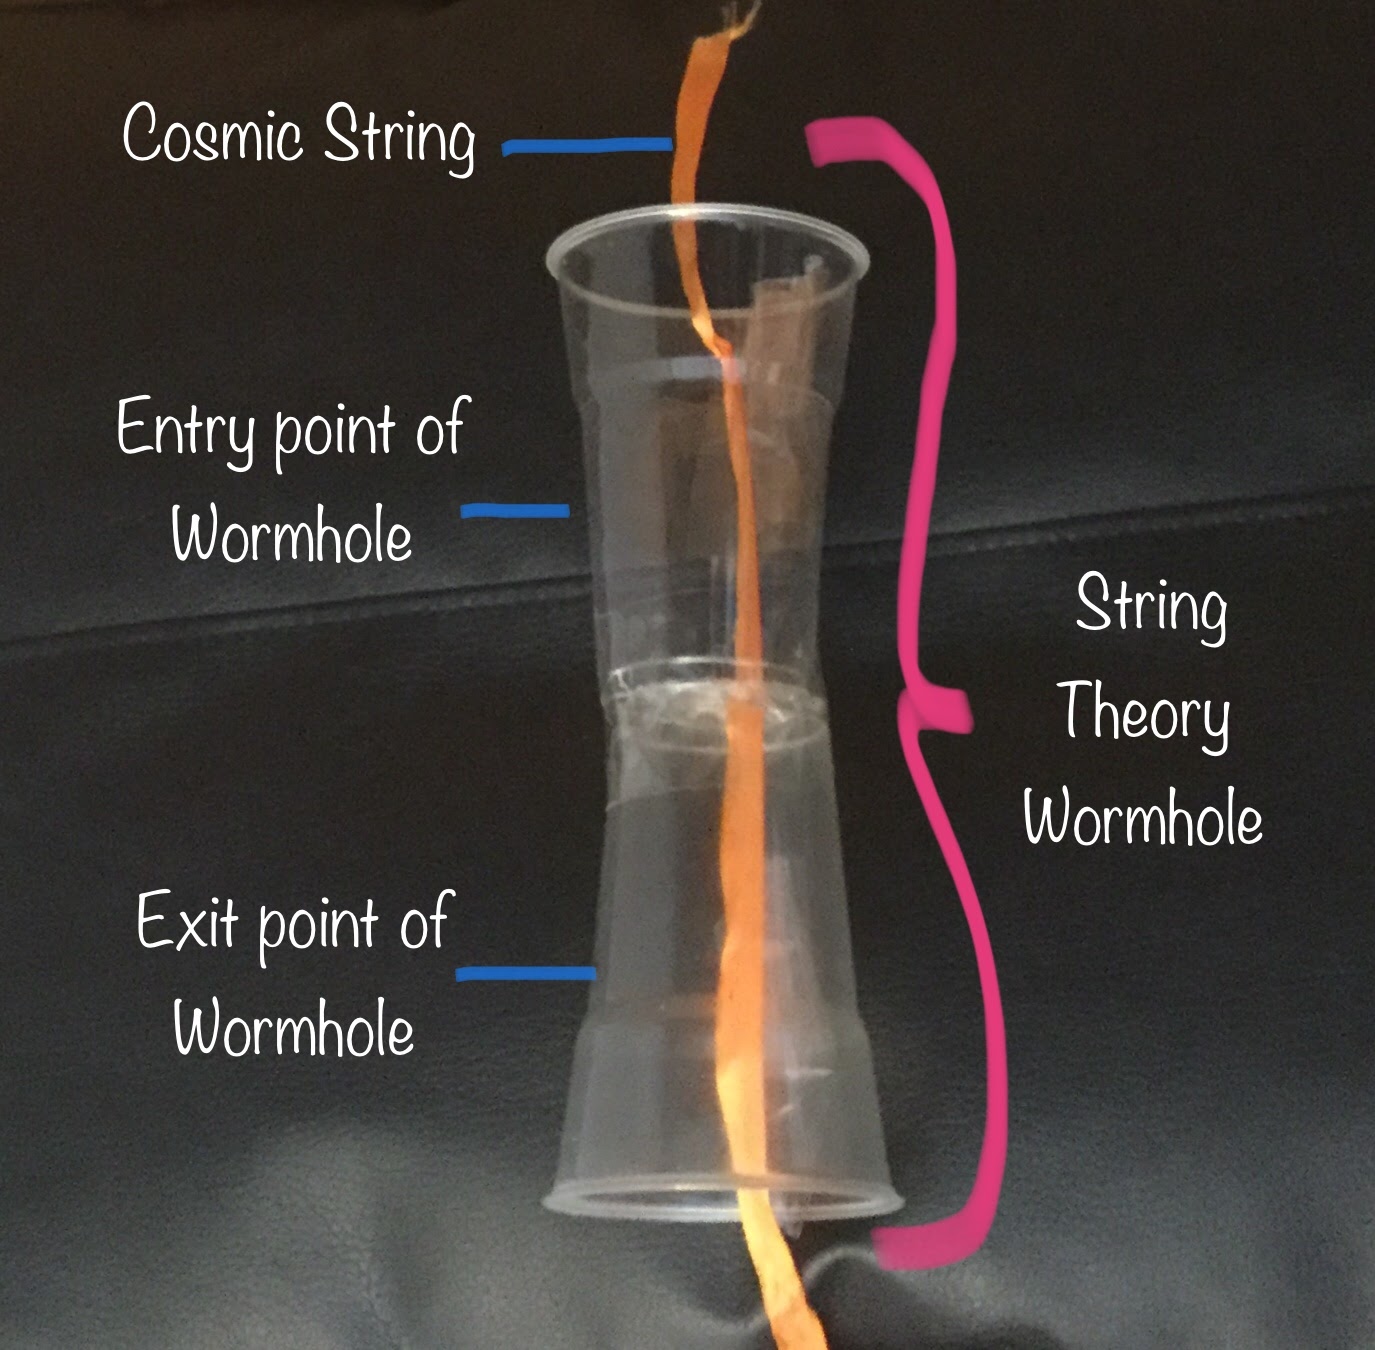 Cosmic String
Entry point of
Wormhole
String
Theory
Wormhole
Exit point of
Wormhole